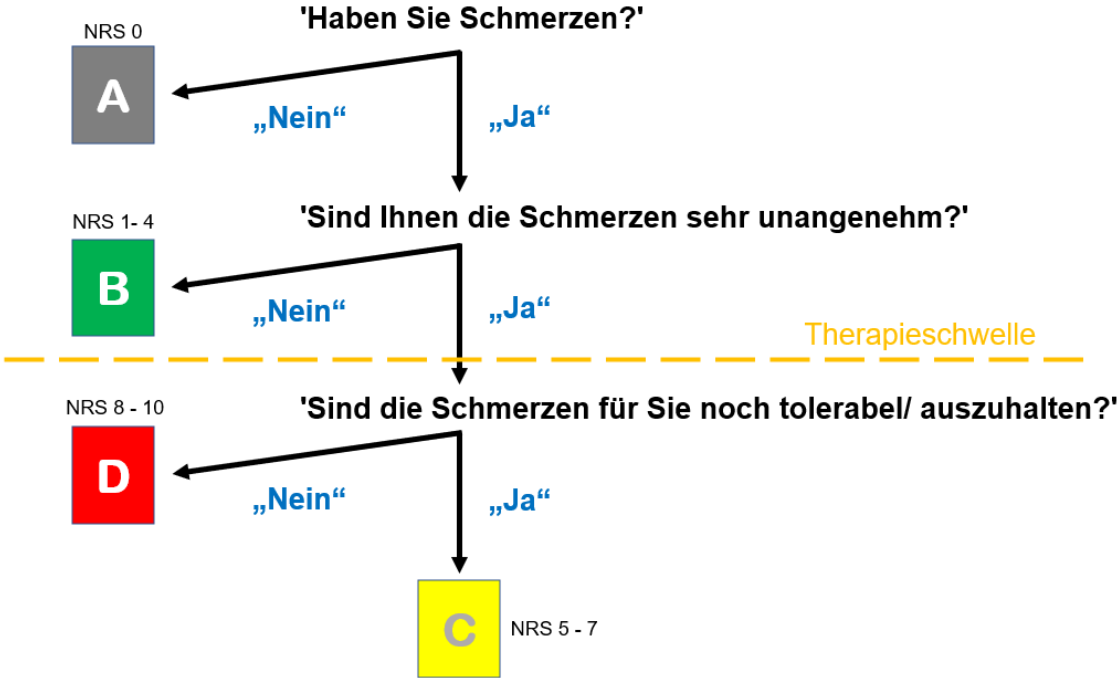 'Haben Sie Schmerzen?'
NRS 0
A
„Nein“
„Ja“
'Sind Ihnen die Schmerzen sehr unangenehm?'
NRS 1- 4
B
„Nein“
„Ja“
Therapieschwelle
'Sind die Schmerzen für Sie noch tolerabel/ auszuhalten?'
NRS 8 - 10
D
„Nein“
„Ja“
C
NRS 5 - 7